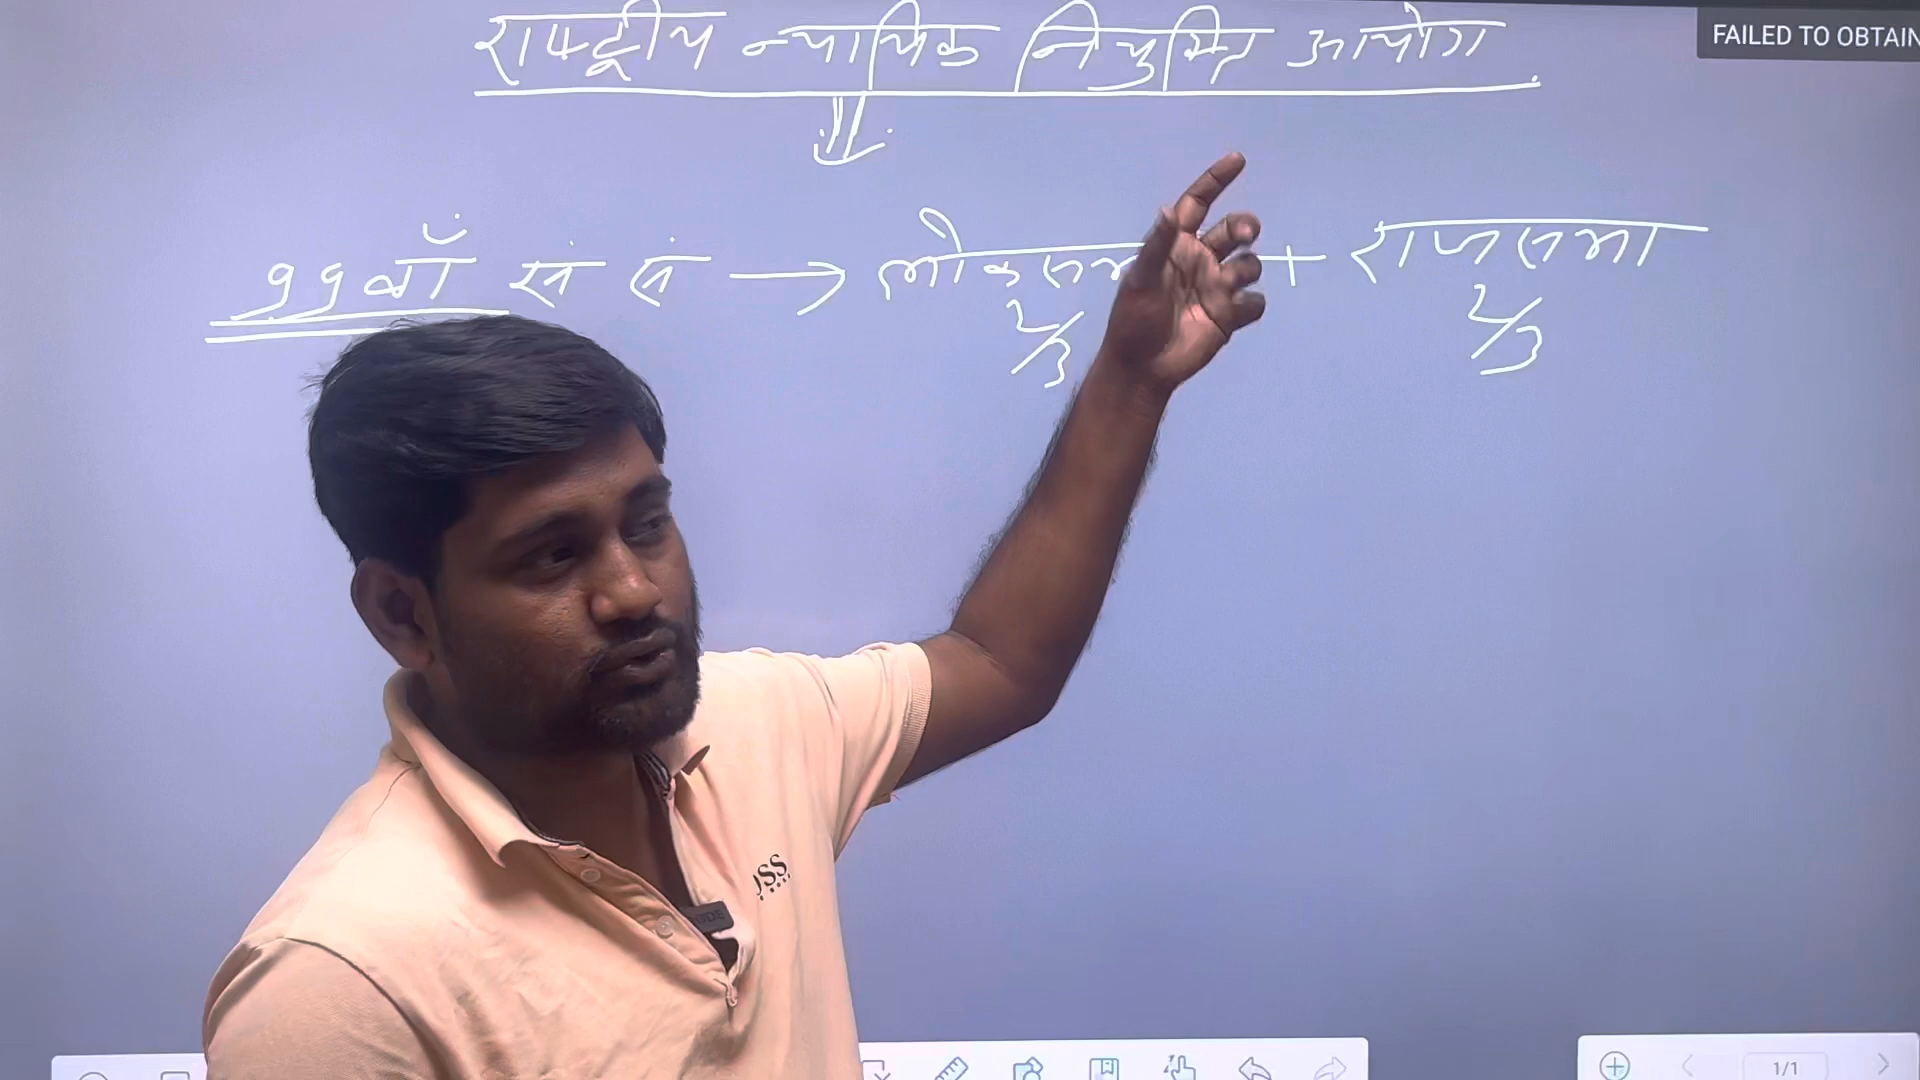 राष्ट्रीय न्यायिक नियुक्ति आयोग
FAILED TO OBTAIN
99वाँ सं सं → लोकसभ + राज्यसभा
2/3 2/3
1/1